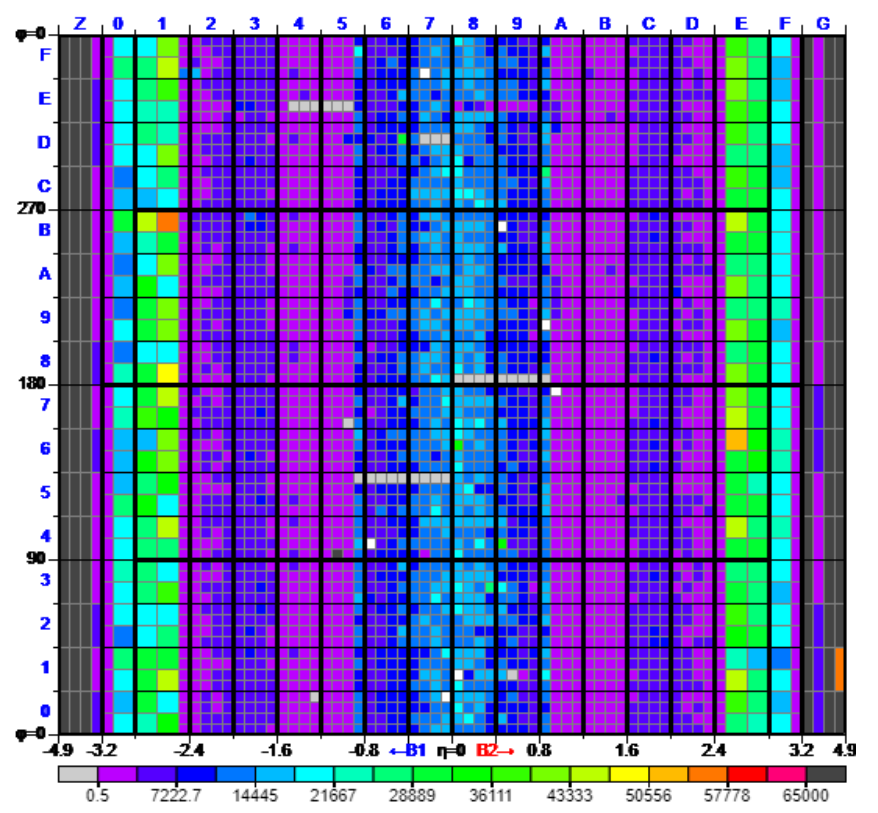 Z 0 1 2 3 4 5 6 7 8 9 A B C D E F G
φ=0
F
E
D
C
270
B
A
9
8
180
7
6
5
4
90
3
2
1
0
φ=0
-4.9 -3.2 -2.4 -1.6 -0.8 ←B1 η=0 B2→ 0.8 1.6 2.4 3.2 4.9
0.5 7222.7 14445 21667 28889 36111 43333 50556 57778 65000